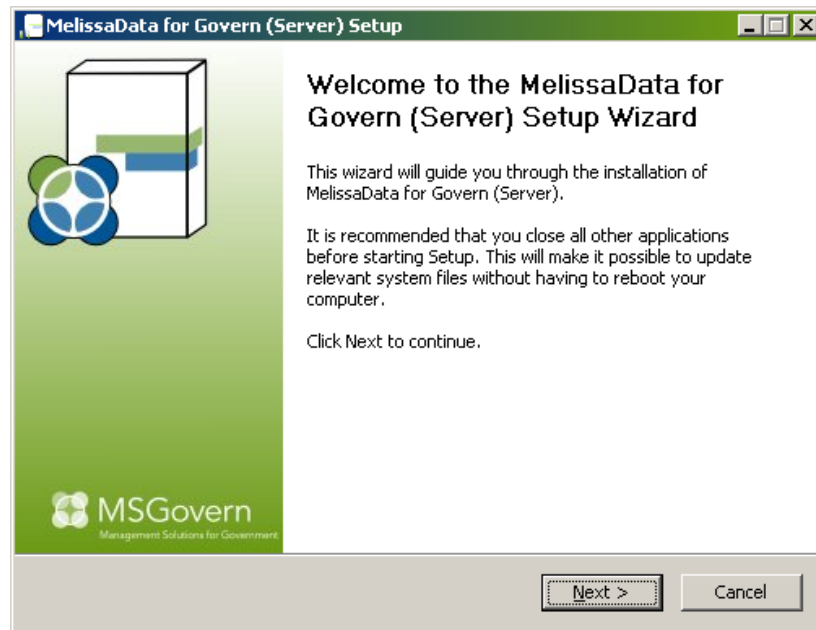 MelissaData for Govern (Server) Setup
Welcome to the MelissaData for
Govern (Server) Setup Wizard
This wizard will guide you through the installation of
MelissaData for Govern (Server).
It is recommended that you close all other applications
before starting Setup. This will make it possible to update
relevant system files without having to reboot your
computer.
Click Next to continue.
MSGovern
Management Solutions for Government
Next >
Cancel